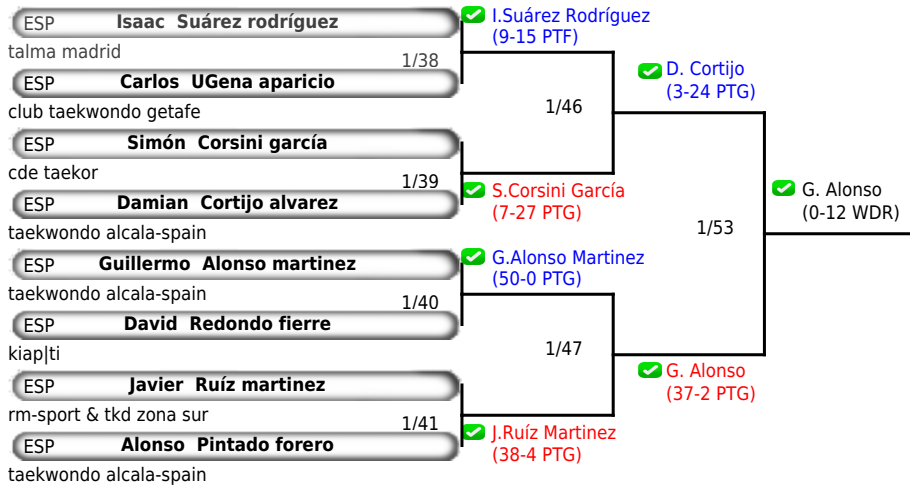 ESP Isaac Suárez rodríguez
talma madrid
1/38
ESP Carlos UGena aparicio
club taekwondo getafe
ESP Simón Corsini garcía
cde taekor
1/39
ESP Damian Cortijo alvarez
taekwondo alcala-spain
ESP Guillermo Alonso martinez
taekwondo alcala-spain
1/40
ESP David Redondo fierre
kiap|ti
ESP Javier Ruíz martinez
rm-sport & tkd zona sur
1/41
ESP Alonso Pintado forero
taekwondo alcala-spain
I.Suárez Rodríguez
(9-15 PTF)
1/46
S.Corsini García
(7-27 PTG)
G.Alonso Martinez
(50-0 PTG)
1/47
J.Ruíz Martinez
(38-4 PTG)
D. Cortijo
(3-24 PTG)
1/53
G. Alonso
(37-2 PTG)
G. Alonso
(0-12 WDR)